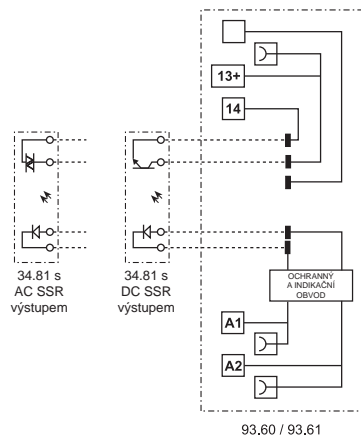 13+
14
34.81 s
AC SSR
výstupem
34.81 s
DC SSR
výstupem
OCHRANNÝ
A INDIKAČNÍ
OBVOD
A1
A2
93.60 / 93.61